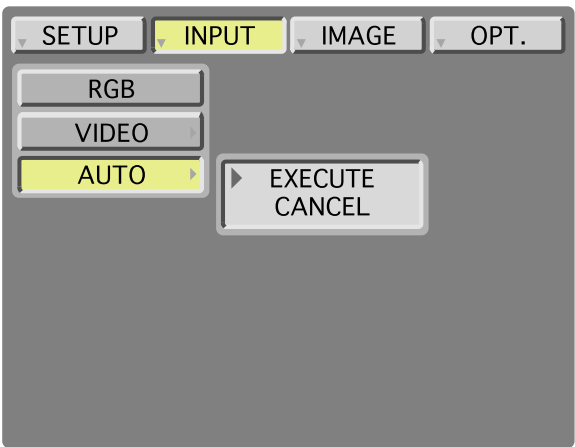 SETUP INPUT IMAGE OPT.
RGB
VIDEO
AUTO
EXECUTE
CANCEL